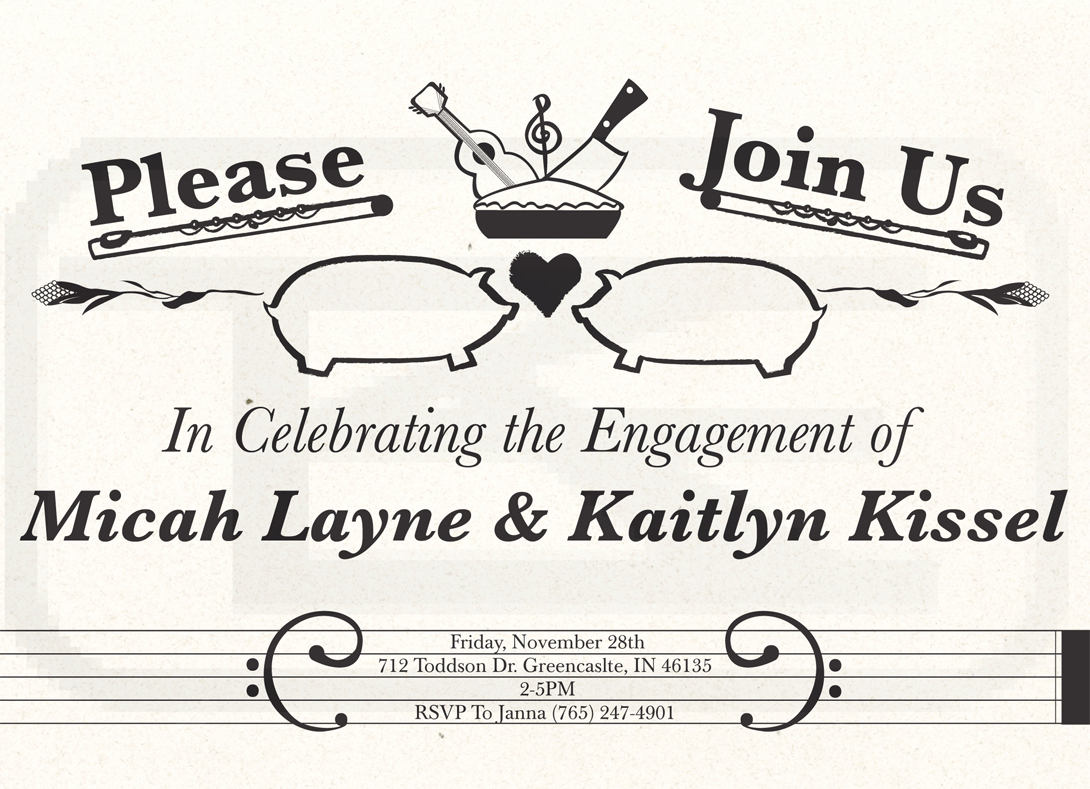 Please Join Us
In Celebrating the Engagement of
Micah Layne & Kaitlyn Kissel
Friday, November 28th
712 Toddson Dr. Greencaslte, IN 46135
2-5PM
RSVP To Janna (765) 247-4901